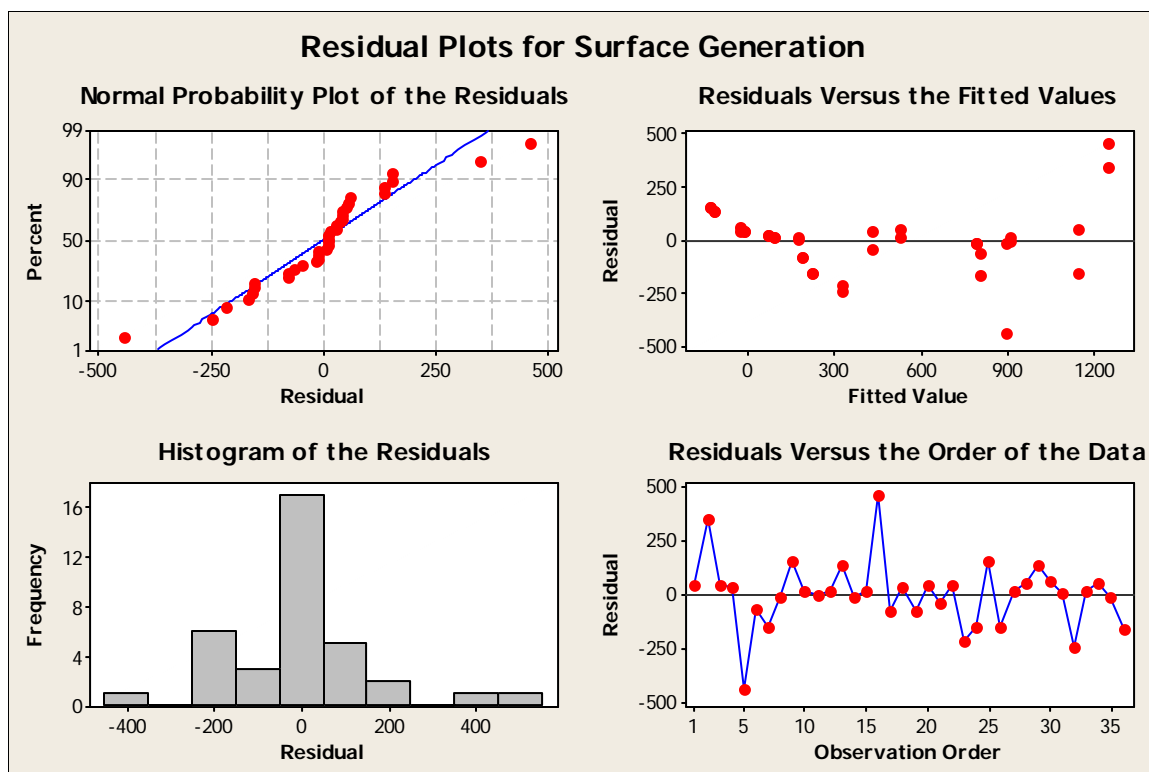 Residual Plots for Surface Generation
Normal Probability Plot of the Residuals
99
90
50
10
1
Percent
-500 -250 0 250 500
Residual
Residuals Versus the Fitted Values
500
250
0
-250
-500
Residual
0 300 600 900 1200
Fitted Value
Histogram of the Residuals
16
12
8
4
0
Frequency
-400 -200 0 200 400
Residual
Residuals Versus the Order of the Data
500
250
0
-250
-500
Residual
1 5 10 15 20 25 30 35
Observation Order